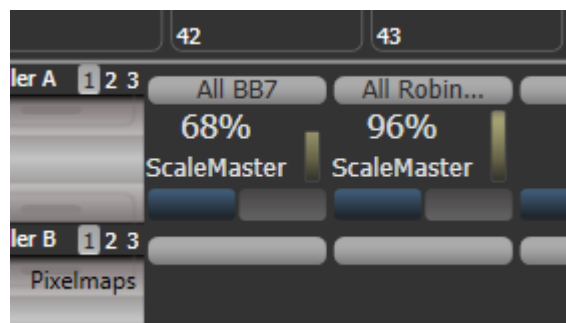 42 43
ler A 1 2 3 All BB7 All Robin...
68% 96%
ScaleMaster ScaleMaster
ler B 1 2 3
Pixelmaps